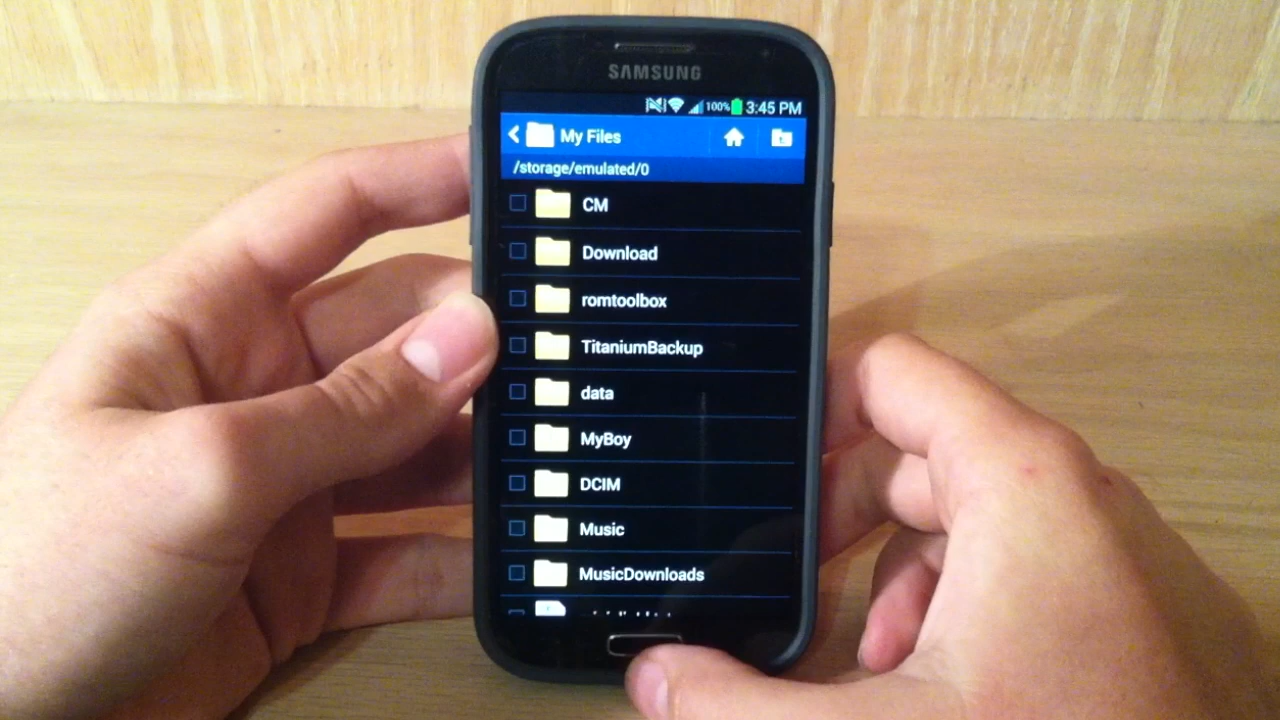 SAMSUNG
100% 3:45 PM
My Files
/storage/emulated/0
CM
Download
romtoolbox
TitaniumBackup
data
MyBoy
DCIM
Music
MusicDownloads